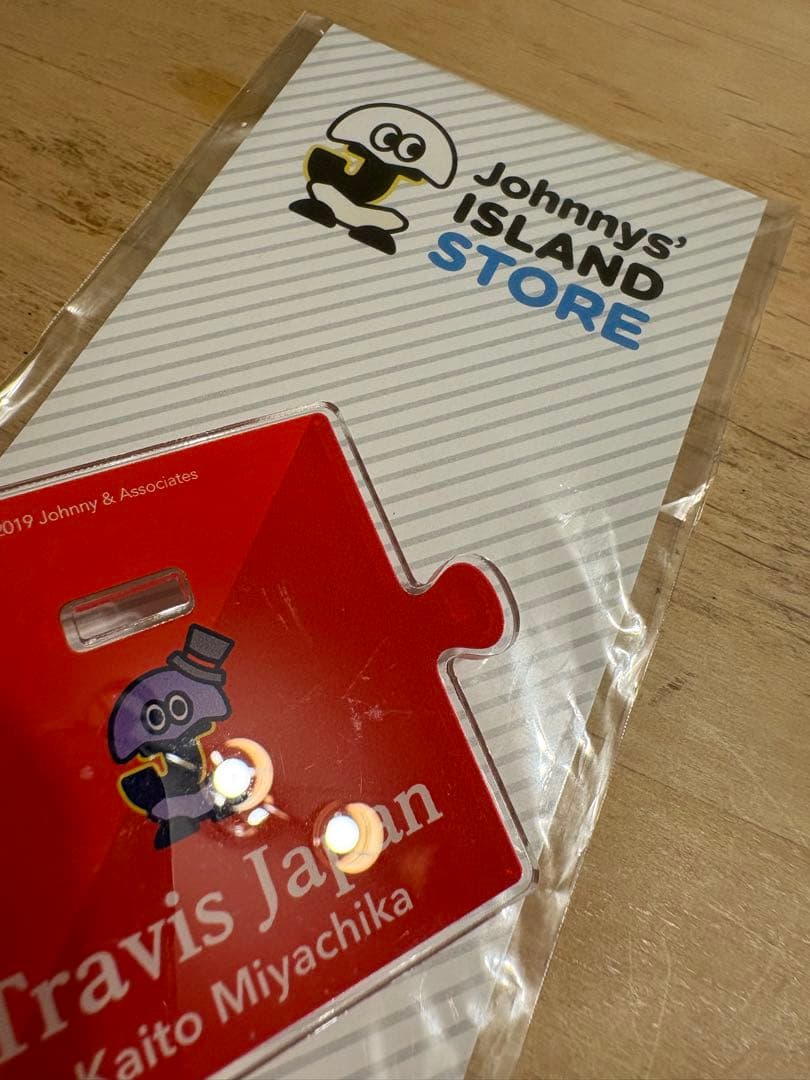 Johnnys'
ISLAND
STORE
2019 Johnny & Associates
Travis Japan
Kaito Miyachika